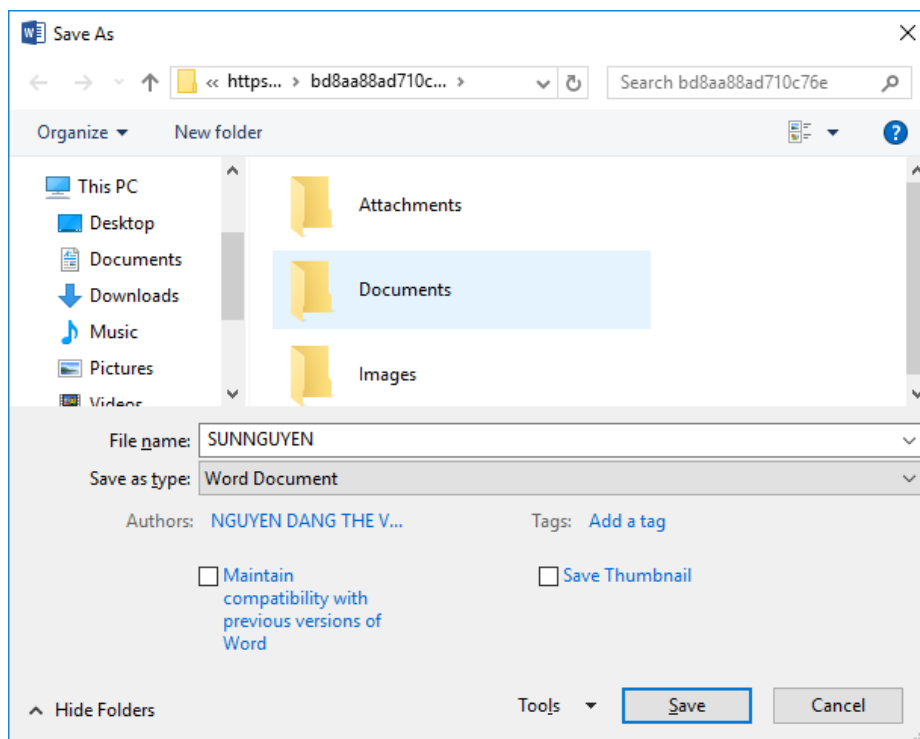 Save As
« https... > bd8aa88ad710c... >
Search bd8aa88ad710c76e
Organize
New folder
?
This PC
Desktop
Documents
Downloads
Music
Pictures
Videos
Attachments
Documents
Images
File name: SUNNGUYEN
Save as type: Word Document
Authors: NGUYEN DANG THE V...
Tags: Add a tag
Maintain
compatibility with
previous versions of
Word
Save Thumbnail
Hide Folders
Tools
Save
Cancel